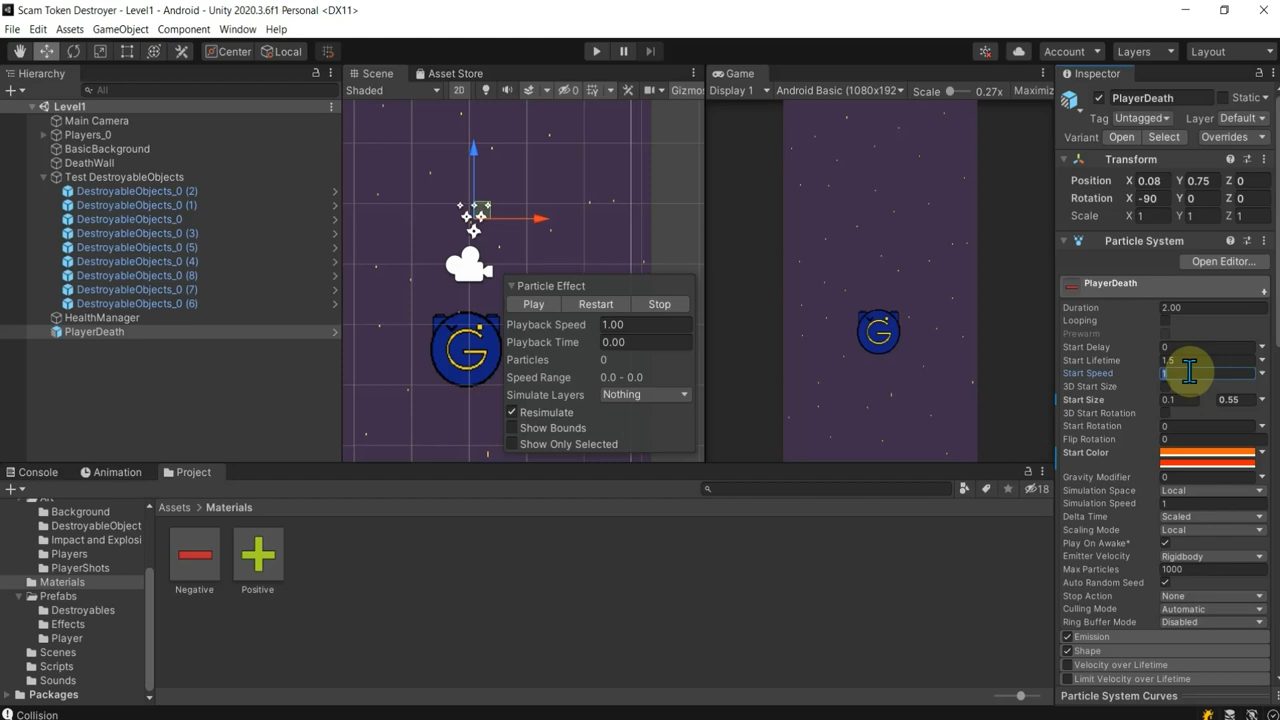 Scam Token Destroyer - Level1 - Android - Unity 2020.3.6f1 Personal <DX11>
File Edit Assets GameObject Component Window Help
Center Local Account Layers Layout
Hierarchy Scene Asset Store Game Inspector
All Shaded 2D 0 Gizmos Display 1 Android Basic (1080x192 Scale 0.27x Maximiz
Level1
Main Camera
Players_0
BasicBackground
DeathWall
Test DestroyableObjects
DestroyableObjects_0 (2)
DestroyableObjects_0 (1)
DestroyableObjects_0
DestroyableObjects_0 (3)
DestroyableObjects_0 (5)
DestroyableObjects_0 (4)
DestroyableObjects_0 (8)
DestroyableObjects_0 (7)
DestroyableObjects_0 (6)
HealthManager
PlayerDeath
Particle Effect
Play Restart Stop
Playback Speed 1.00
Playback Time 0.00
Particles 0
Speed Range 0.0 - 0.0
Simulate Layers Nothing
Resimulate
Show Bounds
Show Only Selected
G
G
PlayerDeath Static
Tag Untagged Layer Default
Variant Open Select Overrides
Transform
Position X 0.08 Y 0.75 Z 0
Rotation X -90 Y 0 Z 0
Scale X 1 Y 1 Z 1
Particle System
Open Editor...
PlayerDeath
Duration 2.00
Looping
Prewarm
Start Delay 0
Start Lifetime 1.5
Start Speed 1
3D Start Size
Start Size 0.1 0.55
3D Start Rotation
Start Rotation 0
Flip Rotation 0
Start Color
Gravity Modifier 0
Simulation Space Local
Simulation Speed 1
Delta Time Scaled
Scaling Mode Local
Play On Awake*
Emitter Velocity Rigidbody
Max Particles 1000
Auto Random Seed
Stop Action None
Culling Mode Automatic
Ring Buffer Mode Disabled
Emission
Shape
Velocity over Lifetime
Limit Velocity over Lifetime
Particle System Curves
Console Animation Project
18
Art
Background
DestroyableObject
Impact and Explosi
Players
PlayerShots
Materials
Prefabs
Destroyables
Effects
Player
Scenes
Scripts
Sounds
Packages
Assets > Materials
Negative Positive
Collision